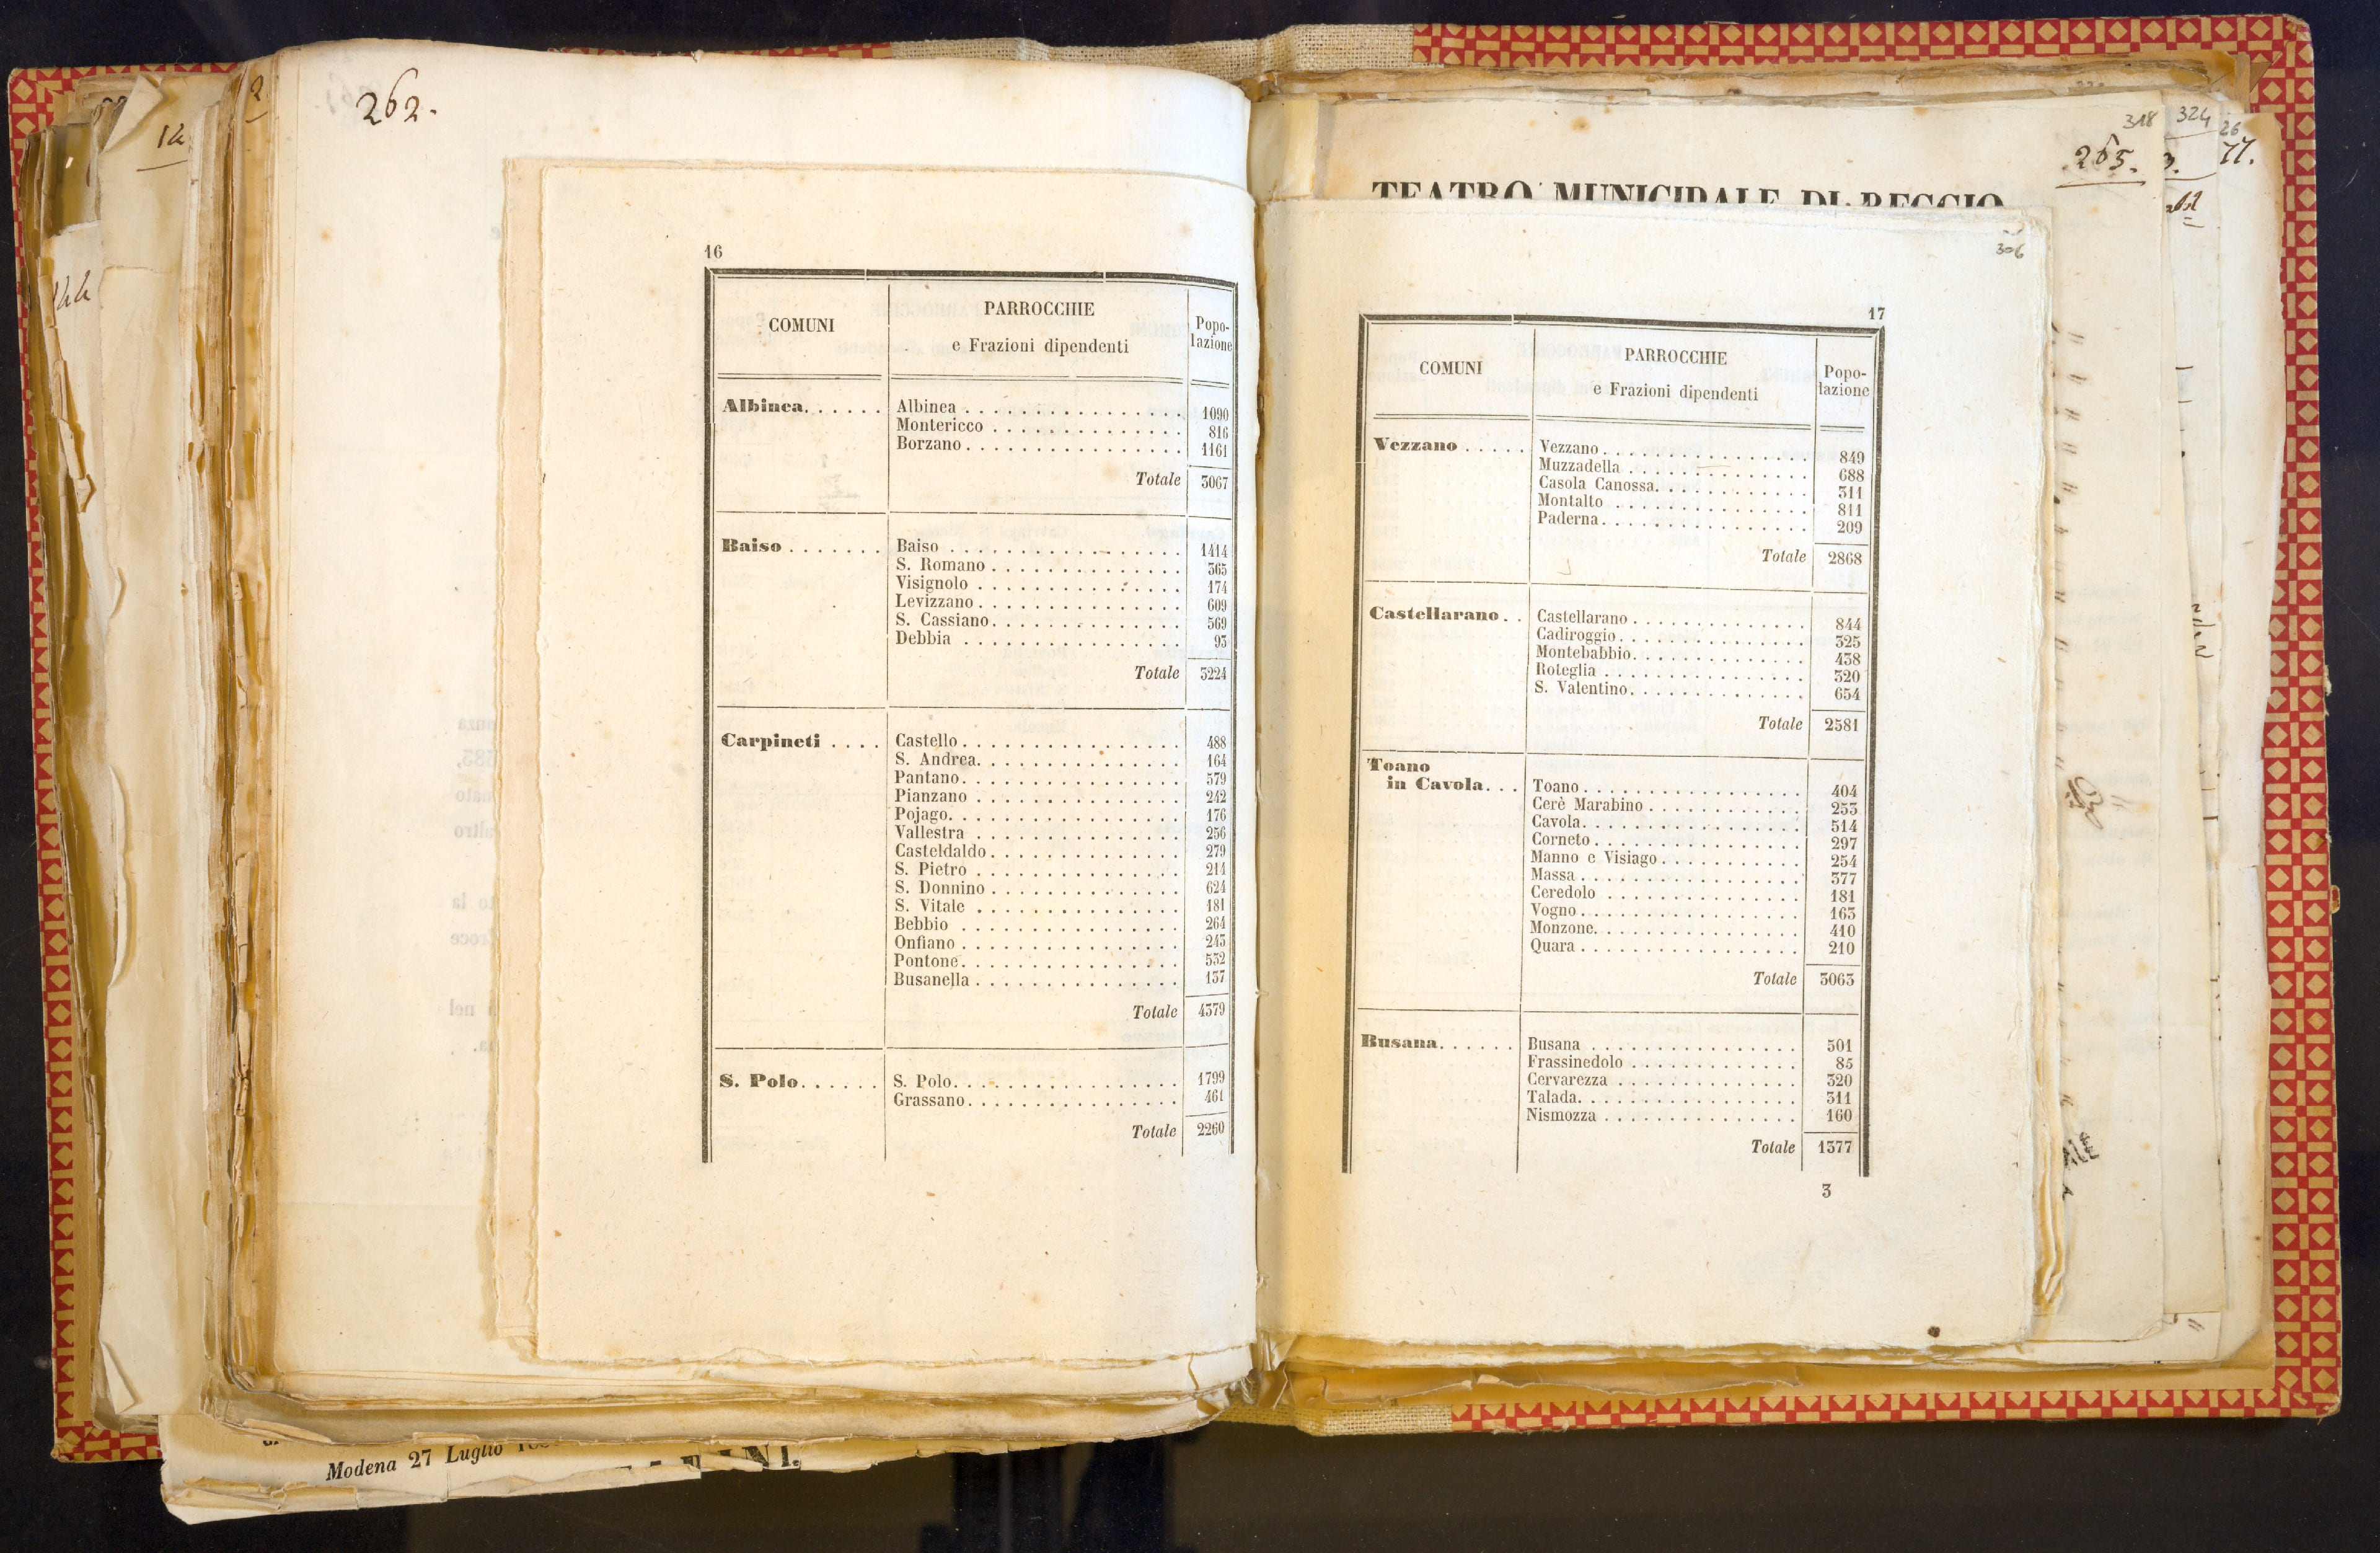 262.
16
COMUNI
PARROCCHIE
e Frazioni dipendenti
Popo-
lazione
Albinea . . . . . . Albinea . . . . . . . . . . . . . . . . 1090
Montericco . . . . . . . . . . . . . . 816
Borzano . . . . . . . . . . . . . . . . 1161
Totale 3067
Baiso . . . . . . . Baiso . . . . . . . . . . . . . . . . . 1414
S. Romano . . . . . . . . . . . . . . 365
Visignolo . . . . . . . . . . . . . . . 174
Levizzano . . . . . . . . . . . . . . . 609
S. Cassiano . . . . . . . . . . . . . . 569
Debbia . . . . . . . . . . . . . . . . 93
Totale 3224
Carpineti . . . . Castello . . . . . . . . . . . . . . . . 488
S. Andrea . . . . . . . . . . . . . . . 164
Pantano . . . . . . . . . . . . . . . . 579
Pianzano . . . . . . . . . . . . . . . 242
Pojago . . . . . . . . . . . . . . . . . 176
Vallestra . . . . . . . . . . . . . . . 256
Casteldaldo . . . . . . . . . . . . . . 279
S. Pietro . . . . . . . . . . . . . . . 214
S. Donnino . . . . . . . . . . . . . . 624
S. Vitale . . . . . . . . . . . . . . . 181
Bebbio . . . . . . . . . . . . . . . . 264
Onfiano . . . . . . . . . . . . . . . . 243
Pontone . . . . . . . . . . . . . . . . 532
Busanella . . . . . . . . . . . . . . . 137
Totale 4379
S. Polo . . . . . . S. Polo . . . . . . . . . . . . . . . . 1799
Grassano . . . . . . . . . . . . . . . . 461
Totale 2260
Modena 27 Luglio
TEATRO MUNICIPALE DI REGGIO
318
324
26
265.
77.
306
17
COMUNI
PARROCCHIE
e Frazioni dipendenti
Popo-
lazione
Vezzano . . . . . Vezzano . . . . . . . . . . . . . . . 849
Muzzadella . . . . . . . . . . . . . 688
Casola Canossa . . . . . . . . . . . 311
Montalto . . . . . . . . . . . . . . 811
Paderna . . . . . . . . . . . . . . . 209
Totale 2868
Castellarano . . Castellarano . . . . . . . . . . . . . 844
Cadiroggio . . . . . . . . . . . . . . 325
Montebabbio . . . . . . . . . . . . . 438
Roteglia . . . . . . . . . . . . . . . 320
S. Valentino . . . . . . . . . . . . . 654
Totale 2581
Toano
in Cavola . . . Toano . . . . . . . . . . . . . . . . 404
Cerè Marabino . . . . . . . . . . . 253
Cavola . . . . . . . . . . . . . . . . 514
Corneto . . . . . . . . . . . . . . . 297
Manno e Visiago . . . . . . . . . . 254
Massa . . . . . . . . . . . . . . . . 377
Ceredolo . . . . . . . . . . . . . . 181
Vogno . . . . . . . . . . . . . . . . 163
Monzone . . . . . . . . . . . . . . . 410
Quara . . . . . . . . . . . . . . . . 210
Totale 3063
Busana . . . . . . Busana . . . . . . . . . . . . . . . 501
Frassinedolo . . . . . . . . . . . . 85
Cervarezza . . . . . . . . . . . . . 320
Talada . . . . . . . . . . . . . . . . 311
Nismozza . . . . . . . . . . . . . . 160
Totale 1377
3